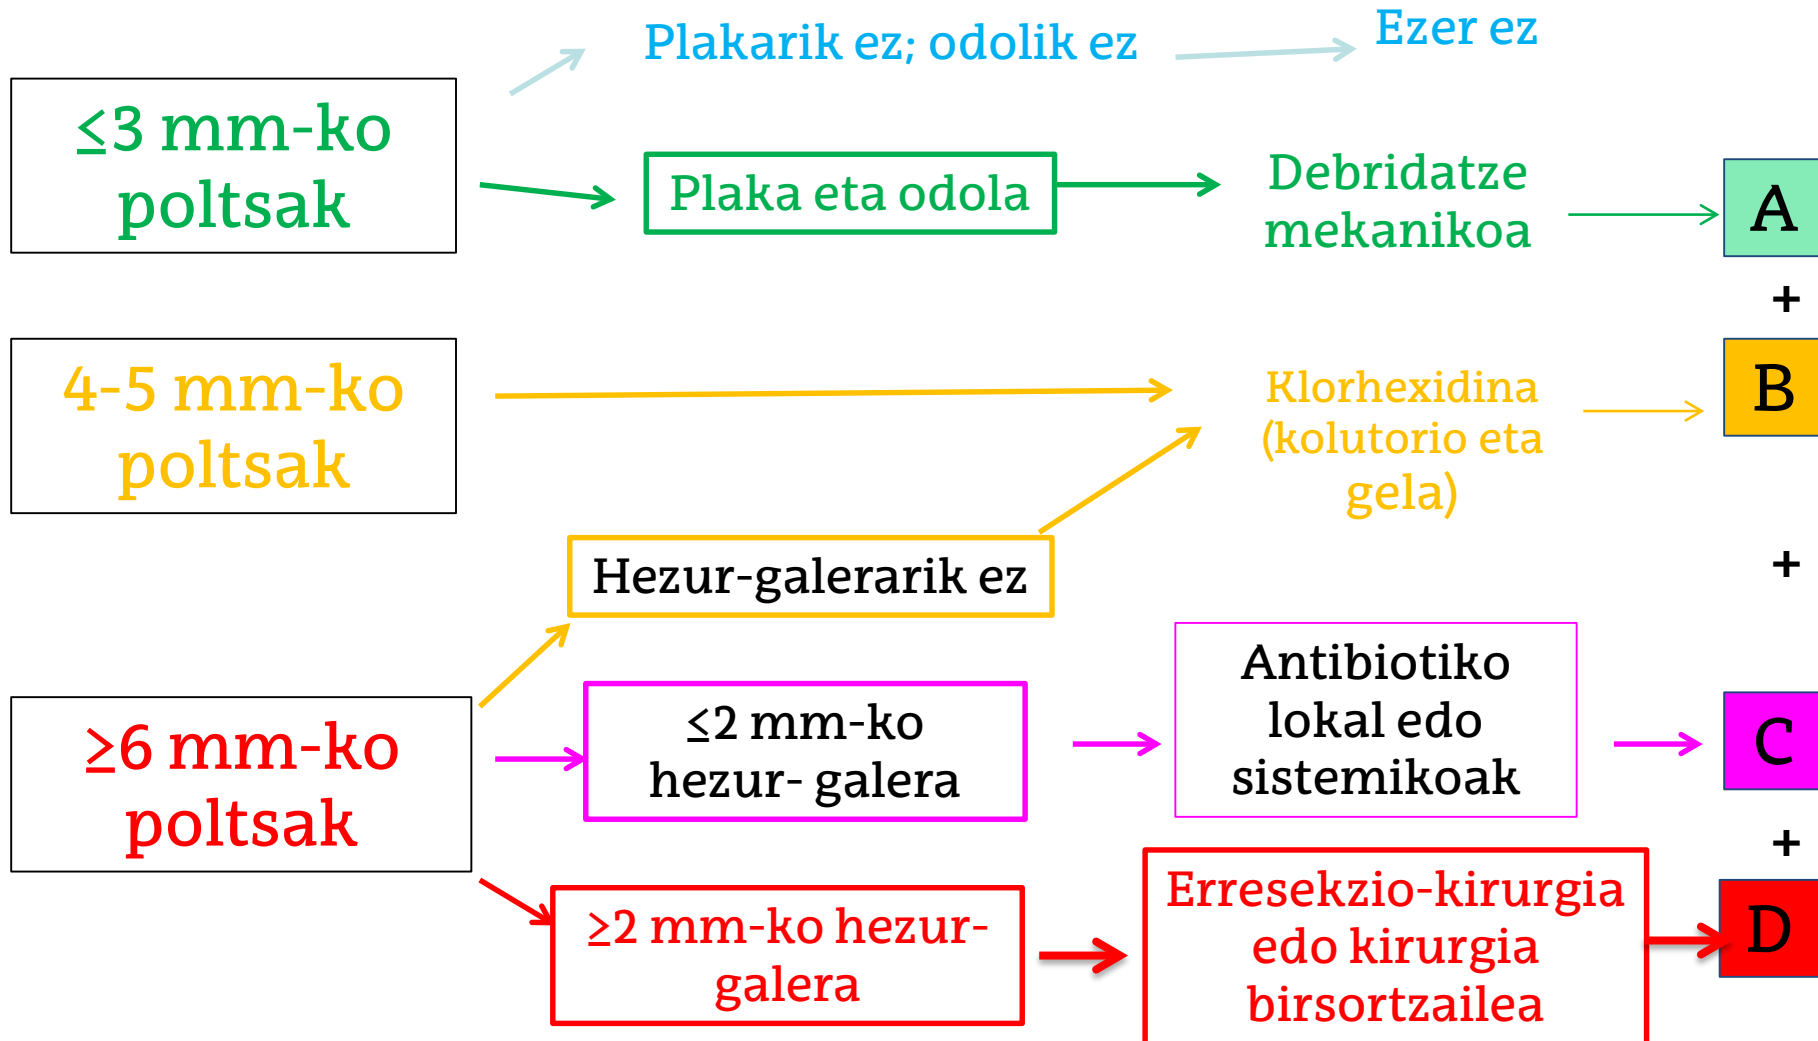 Plakarik ez; odolik ez
Ezer ez
≤3 mm-ko
poltsak
Plaka eta odola
Debridatze
mekanikoa
A
+
4-5 mm-ko
poltsak
Klorhexidina
(kolutorio eta
gela)
B
Hezur-galerarik ez
+
≥6 mm-ko
poltsak
≤2 mm-ko
hezur- galera
Antibiotiko
lokal edo
sistemikoak
C
+
≥2 mm-ko hezur-
galera
Erresekzio-kirurgia
edo kirurgia
birsortzailea
D